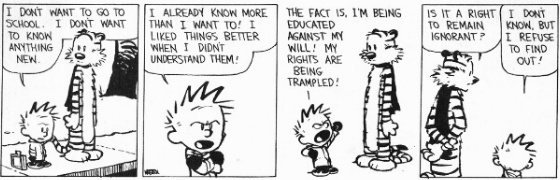 I DON'T WANT TO GO TO
SCHOOL. I DON'T WANT
TO KNOW
ANYTHING
NEW.
I ALREADY KNOW MORE
THAN I WANT TO! I
LIKED THINGS BETTER
WHEN I DIDN'T
UNDERSTAND THEM!
THE FACT IS, I'M BEING
EDUCATED
AGAINST MY
WILL! MY
RIGHTS ARE
BEING
TRAMPLED!
IS IT A RIGHT
TO REMAIN
IGNORANT?
I DON'T
KNOW, BUT
I REFUSE
TO FIND
OUT!